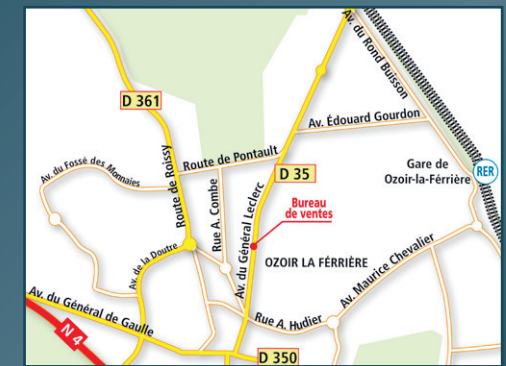 Av. du Rond Buisson
D 361
Av. Édouard Gourdon
Av. du Fossé des Monnaies
Route de Pontault
Gare de
Ozoir-la-Férrière
RER
D 35
Route de Roissy
Rue A. Combe
Av. du Général Leclerc
Bureau
de ventes
Av. de la Doutre
OZOIR LA FÉRRIÈRE
Av. Maurice Chevalier
Av. du Général de Gaulle
Rue A. Hudier
N 4
D 350